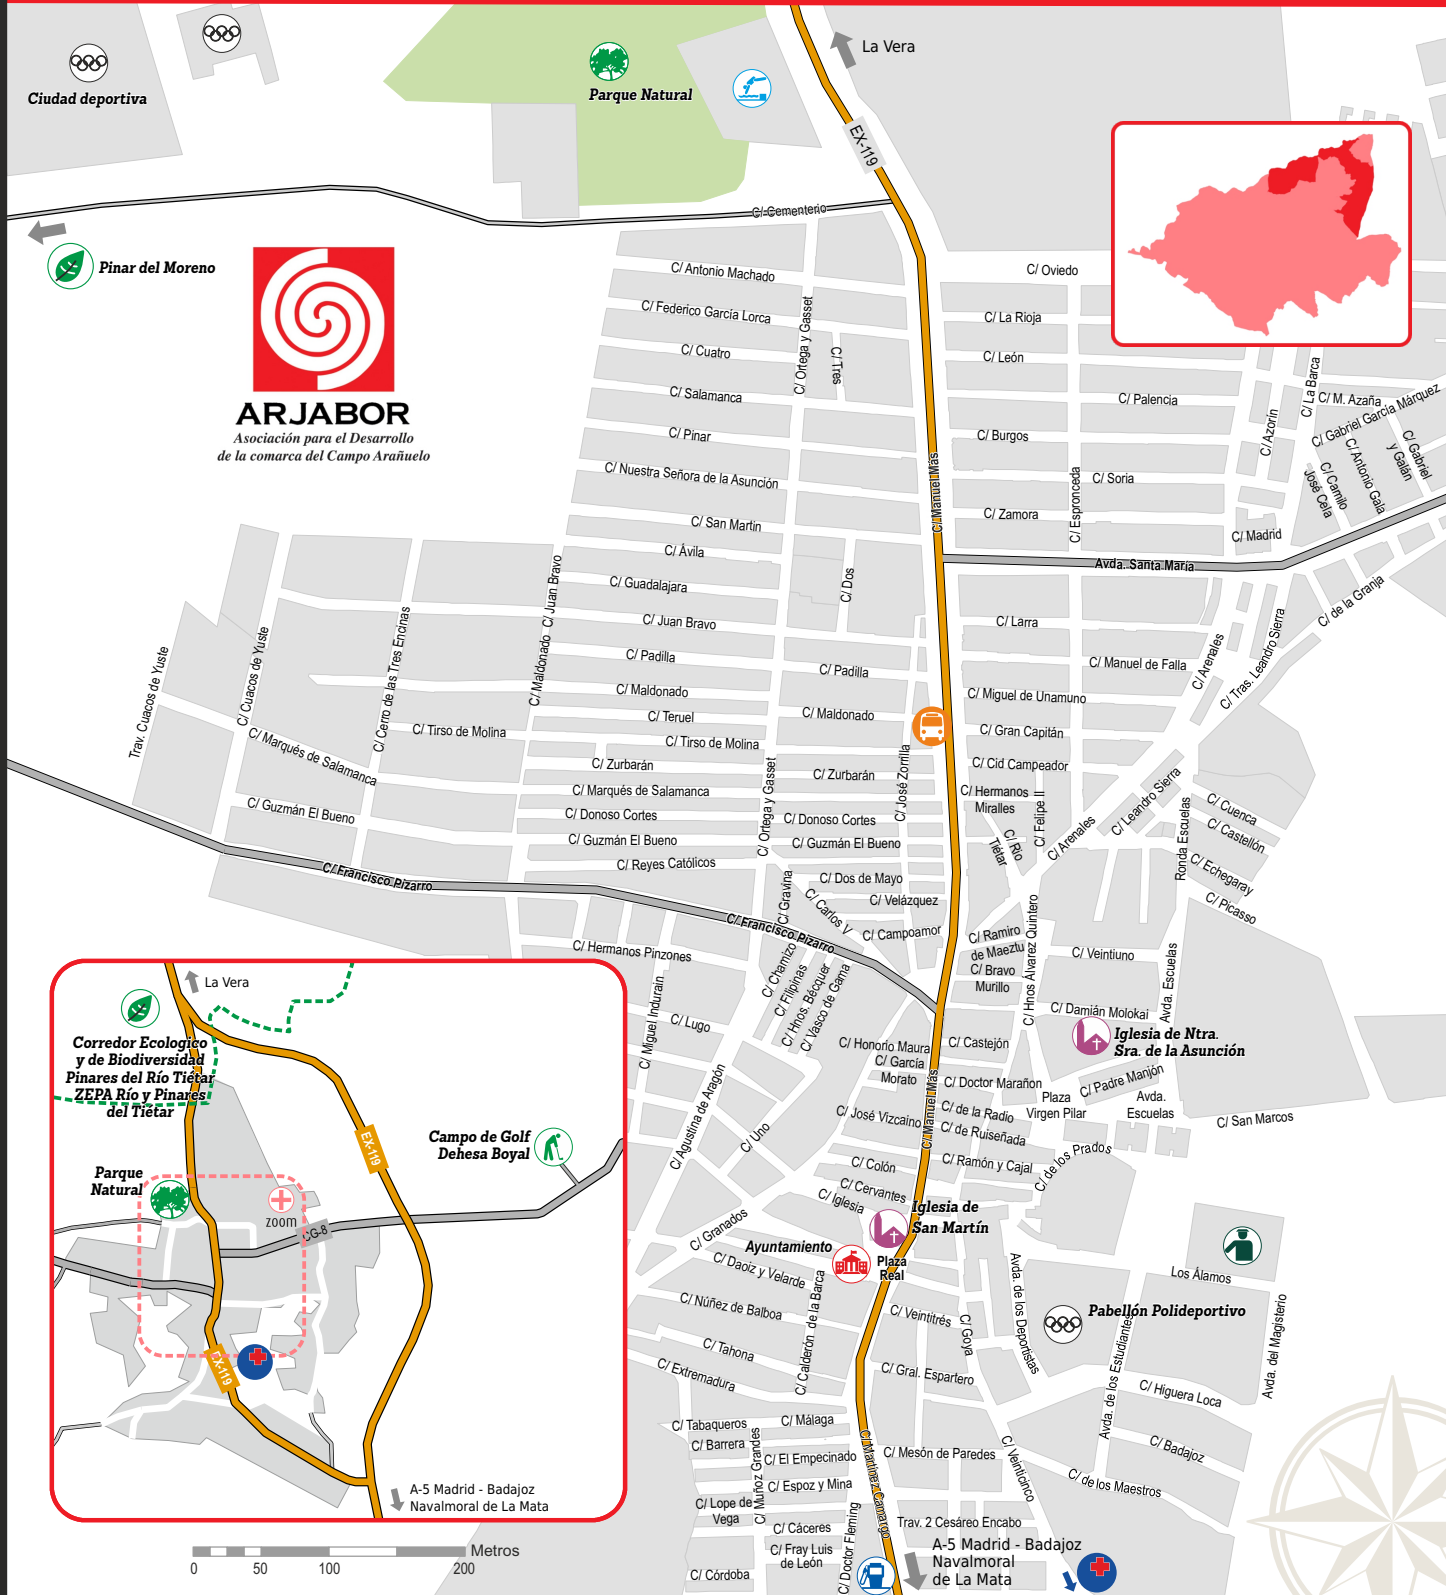 La Vera
Ciudad deportiva
Parque Natural
EX-119
C/ Cementerio
Pinar del Moreno
ARJABOR
Asociación para el Desarrollo
de la comarca del Campo Arañuelo
C/ Antonio Machado
C/ Oviedo
C/ Federico García Lorca
C/ Ortega y Gasset
C/ La Rioja
C/ Cuatro
C/ Tres
C/ León
C/ Salamanca
C/ Palencia
C/ La Barca
C/ M. Azaña
C/ Gabriel García Márquez
C/ Azorín
C/ Pinar
C/ Burgos
C/ Gabriel
y Galán
C/ Antonio Gala
C/ Camilo
José Cela
C/ Nuestra Señora de la Asunción
C/ Manuel Más
C/ Espronceda
C/ Soria
C/ San Martin
C/ Zamora
C/ Madrid
C/ Ávila
Avda. Santa María
C/ Juan Bravo
C/ Guadalajara
C/ Dos
C/ de la Granja
C/ Juan Bravo
C/ Larra
C/ Cerro de las Tres Encinas
C/ Cuacos de Yuste
Trav. Cuacos de Yuste
C/ Maldonado
C/ Padilla
C/ Padilla
C/ Manuel de Falla
C/ Arenales
C/ Tras. Leandro Sierra
C/ Maldonado
C/ Miguel de Unamuno
C/ Teruel
C/ Maldonado
C/ Tirso de Molina
C/ Tirso de Molina
C/ Gran Capitán
C/ Marqués de Salamanca
C/ Zurbarán
C/ Zurbarán
C/ José Zorrilla
C/ Cid Campeador
C/ Marqués de Salamanca
C/ Ortega y Gasset
C/ Hermanos
Miralles
C/ Felipe II
C/ Leandro Sierra
C/ Guzmán El Bueno
C/ Donoso Cortes
C/ Donoso Cortes
C/ Río
Tiétar
C/ Arenales
Ronda Escuelas
C/ Cuenca
C/ Castellón
C/ Guzmán El Bueno
C/ Guzmán El Bueno
C/ Reyes Católicos
C/ Echegaray
C/ Francisco Pizarro
C/ Dos de Mayo
C/ Gravina
C/ Carlos V
C/ Velázquez
C/ Picasso
C/ Francisco Pizarro
C/ Campoamor
C/ Ramiro
de Maeztu
C/ Hnos Álvarez Quintero
C/ Hermanos Pinzones
C/ Veintiuno
C/ Bravo
Murillo
Avda. Escuelas
C/ Chamizo
C/ Filipinas
C/ Hnos. Bécquer
C/ Vasco de Gama
C/ Miguel Indurain
C/ Lugo
C/ Damián Molokai
Iglesia de Ntra.
Sra. de la Asunción
C/ Honorio Maura
C/ Castejón
C/ García
Morato
C/ Agustina de Aragón
C/ Manuel Más
C/ Doctor Marañon
C/ Padre Manjón
Plaza
Virgen Pilar
Avda.
Escuelas
C/ José Vizcaino
C/ de la Radio
C/ San Marcos
C/ Uno
C/ de Ruiseñada
C/ Colón
C/ Ramón y Cajal
C/ de los Prados
C/ Cervantes
C/ Iglesia
Iglesia de
San Martín
C/ Granados
Ayuntamiento
Plaza
Real
C/ Daoiz y Velarde
C/ Calderón de la Barca
Los Álamos
Avda. de los Deportistas
C/ Núñez de Balboa
C/ Veintitrés
C/ Goya
Pabellón Polideportivo
Avda. de los Estudiantes
Avda. del Magisterio
C/ Tahona
C/ Extremadura
C/ Gral. Espartero
C/ Higuera Loca
C/ Tabaqueros
C/ Málaga
C/ Barrera
C/ Muñoz Grandes
C/ El Empecinado
C/ Martínez Camargo
C/ Mesón de Paredes
C/ Veinticinco
C/ Badajoz
C/ Espoz y Mina
C/ de los Maestros
C/ Lope de
Vega
C/ Cáceres
C/ Doctor Fleming
Trav. 2 Cesáreo Encabo
C/ Fray Luis
de León
C/ Córdoba
A-5 Madrid - Badajoz
Navalmoral
de La Mata
La Vera
Corredor Ecologico
y de Biodiversidad
Pinares del Río Tiétar
ZEPA Río y Pinares
del Tiétar
EX-119
Campo de Golf
Dehesa Boyal
Parque
Natural
zoom
CG-8
EX-119
A-5 Madrid - Badajoz
Navalmoral de La Mata
Metros
0 50 100 200